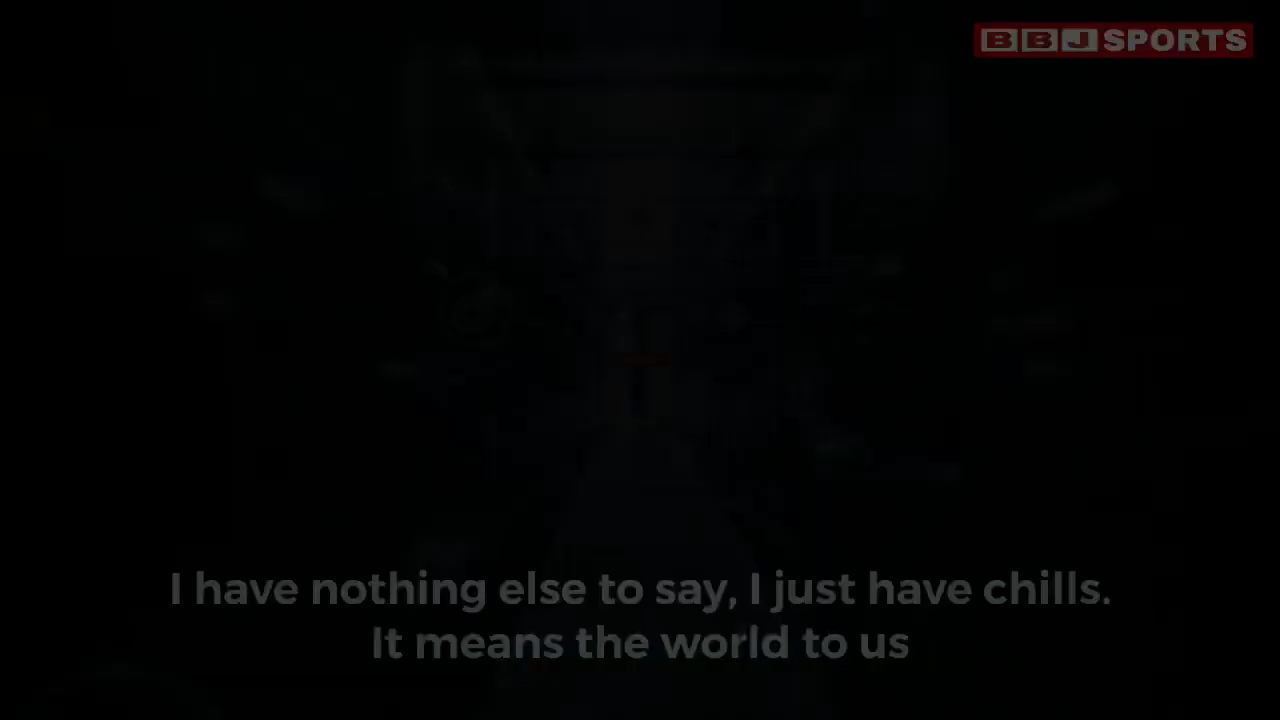 BBJ SPORTS
I have nothing else to say, I just have chills.
It means the world to us